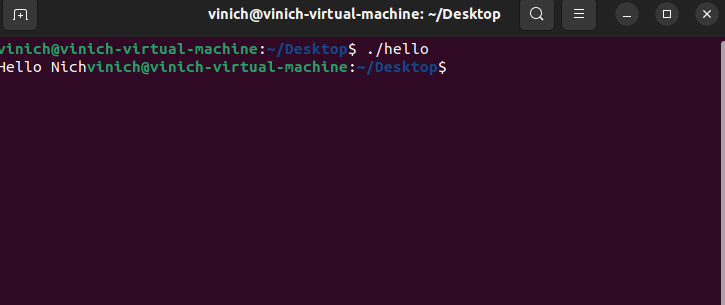 vinich@vinich-virtual-machine: ~/Desktop
vinich@vinich-virtual-machine:~/Desktop$ ./hello
Hello Nichvinich@vinich-virtual-machine:~/Desktop$